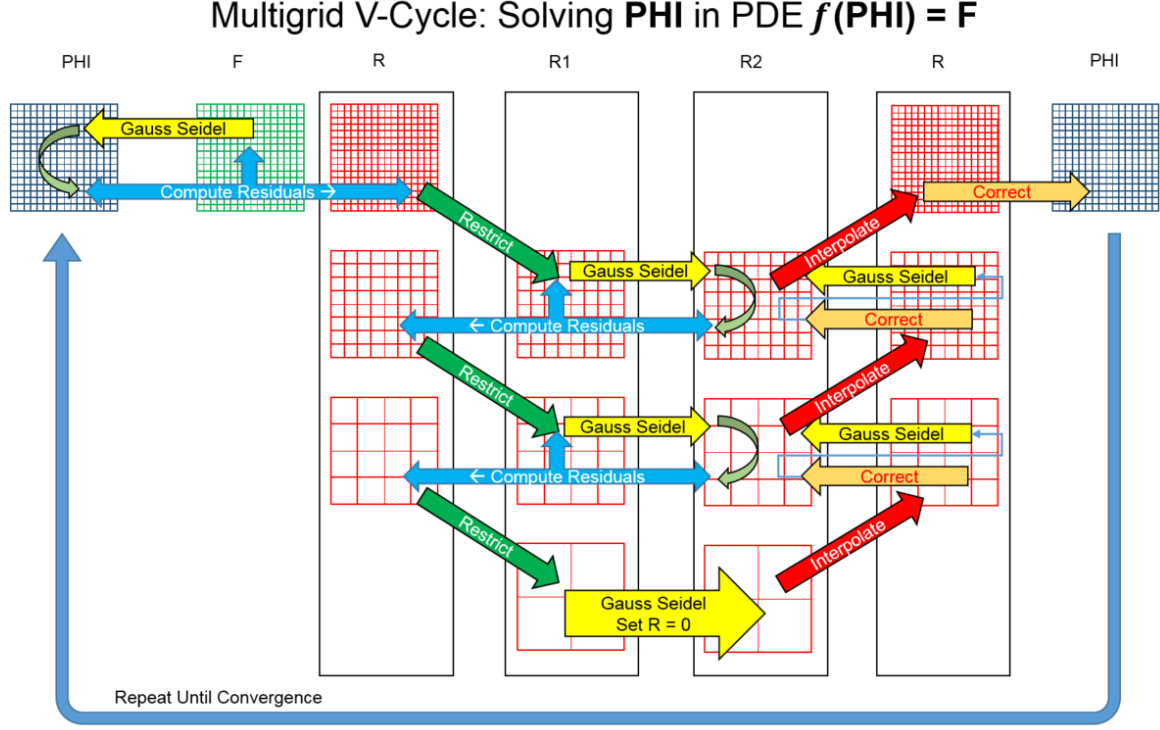 Multigrid V-Cycle: Solving PHI in PDE f(PHI) = F
PHI
F
R
R1
R2
R
PHI
Gauss Seidel
Compute Residuals →
Correct
Restrict
Interpolate
Gauss Seidel
Gauss Seidel
← Compute Residuals
Correct
Restrict
Interpolate
Gauss Seidel
Gauss Seidel
← Compute Residuals
Correct
Restrict
Interpolate
Gauss Seidel
Set R = 0
Repeat Until Convergence